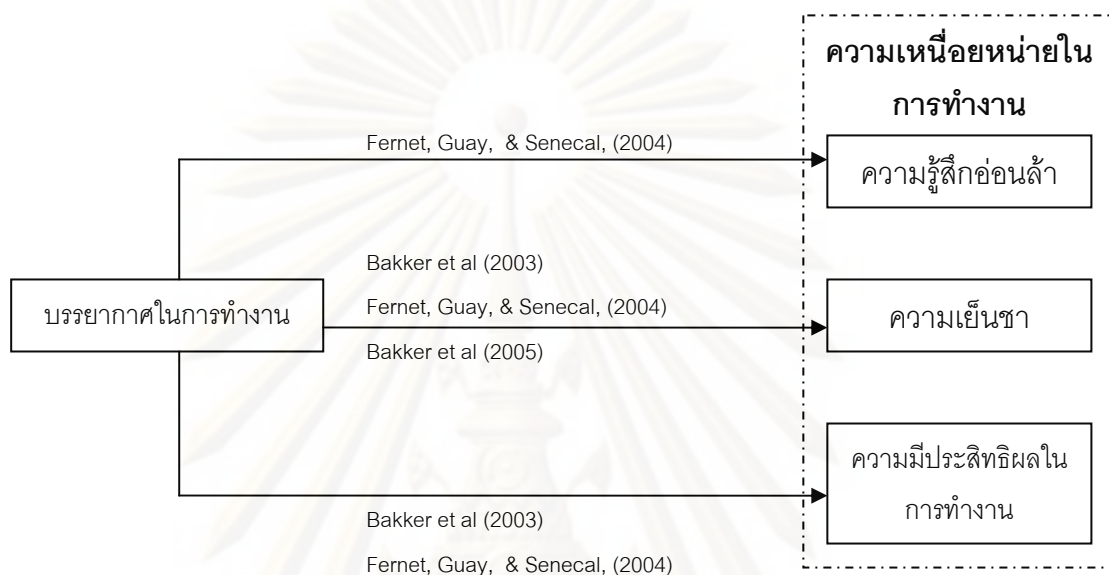 ความเหนื่อยหน่ายใน
การทำงาน
Fernet, Guay, & Senecal, (2004)
ความรู้สึกอ่อนล้า
บรรยากาศในการทำงาน
Bakker et al (2003)
Fernet, Guay, & Senecal, (2004)
Bakker et al (2005)
ความเย็นชา
ความมีประสิทธิผลใน
การทำงาน
Bakker et al (2003)
Fernet, Guay, & Senecal, (2004)